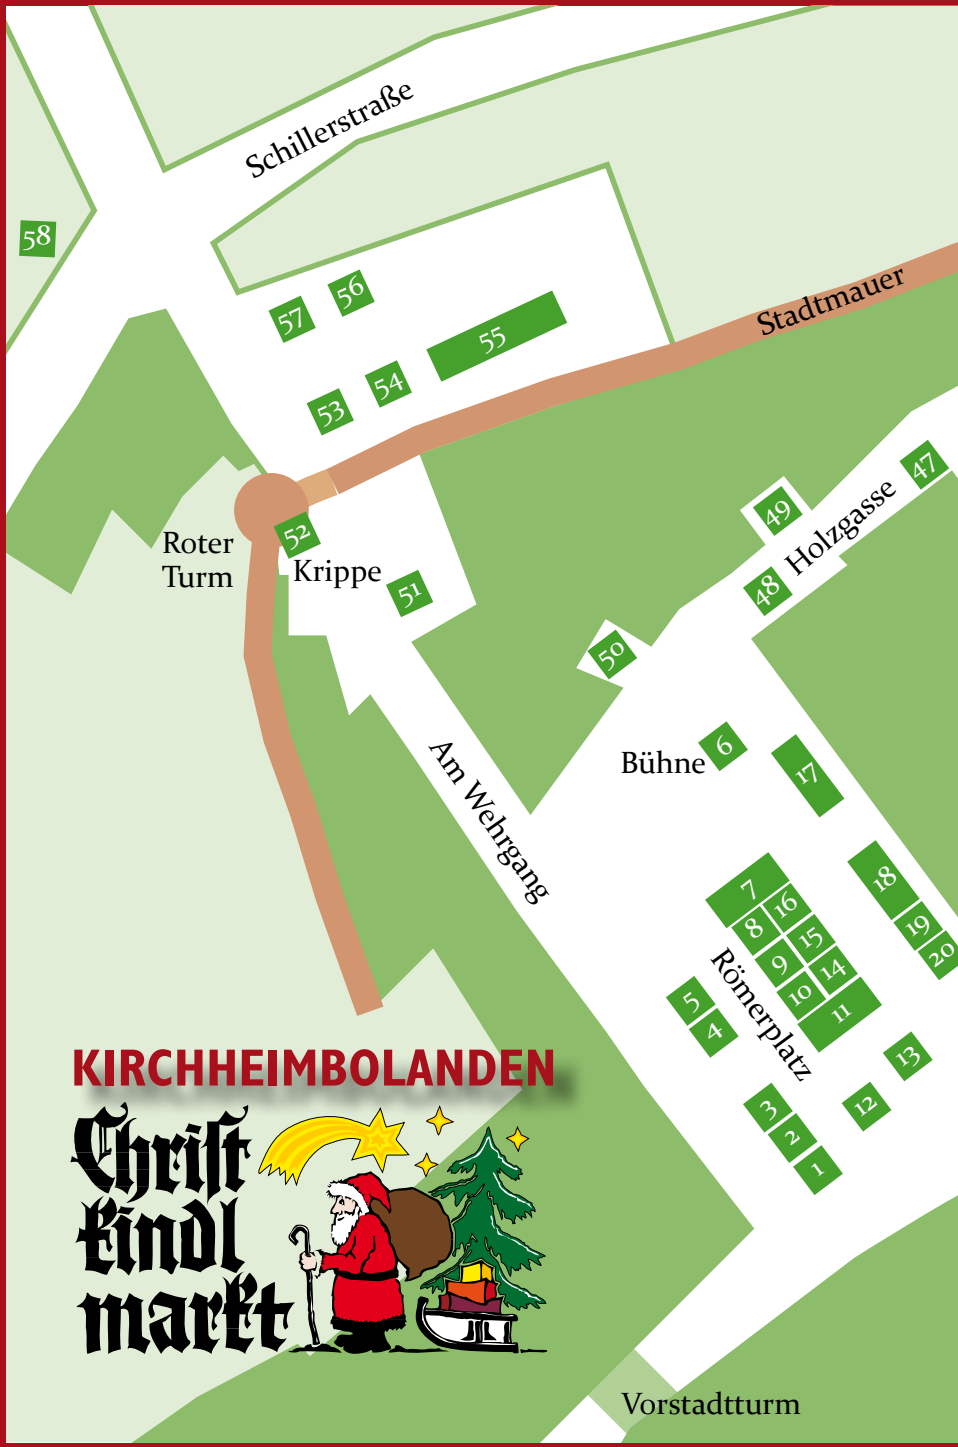 Schillerstraße
58
57
56
55
54
53
Stadtmauer
52
Roter
Turm
Krippe
51
47
49
Holzgasse
48
50
Bühne
6
17
Am Wehrgang
7
16
8
15
9
14
10
11
18
19
20
Römerplatz
5
4
13
12
3
2
1
KIRCHHEIMBOLANDEN
Chriſt
kindl
markt
Vorstadtturm